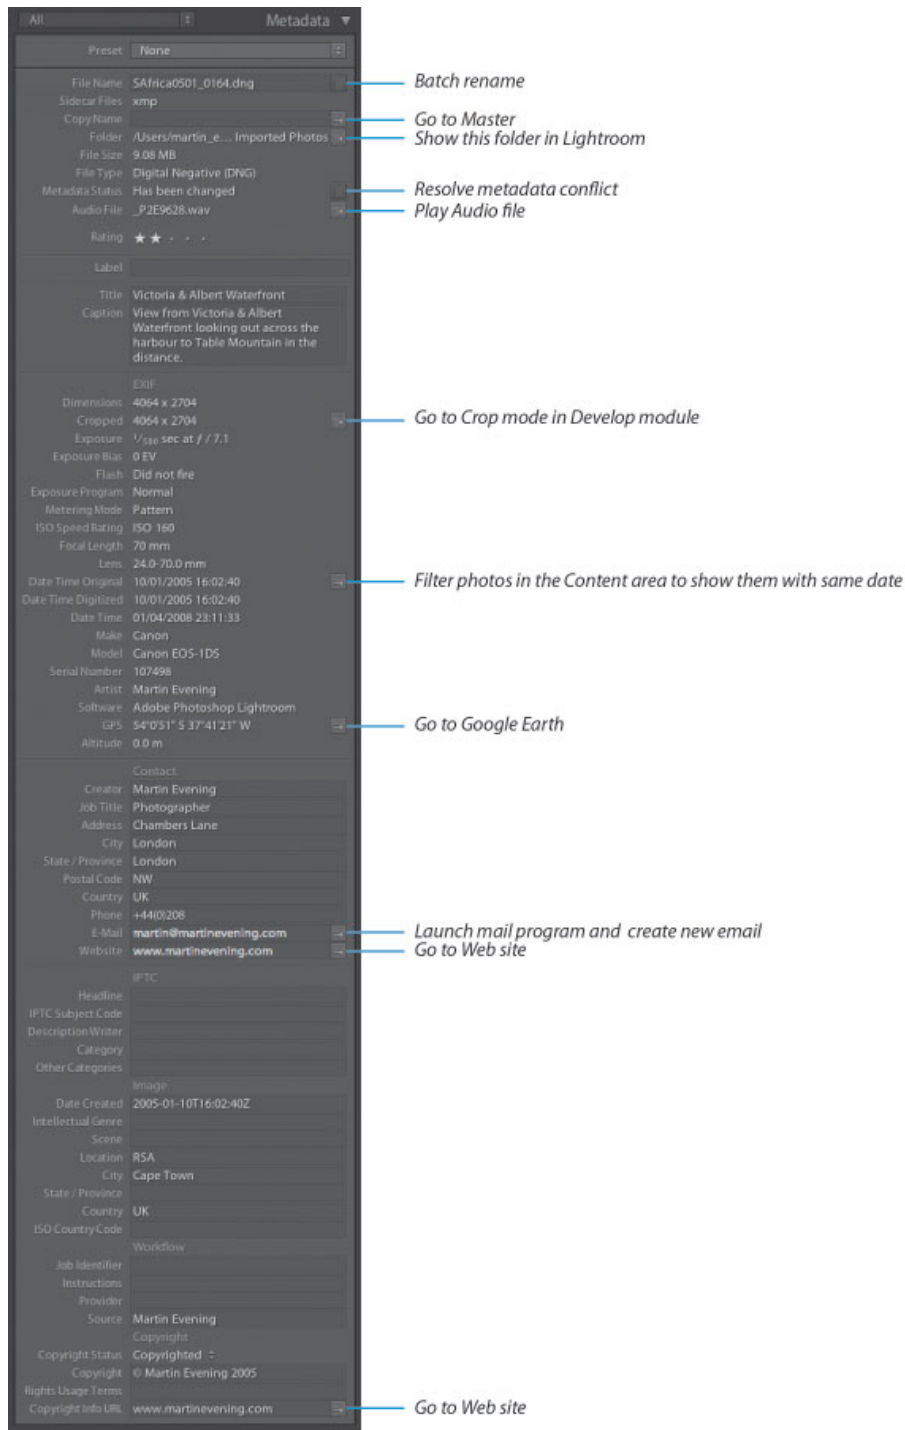 All Metadata ▼
Preset None
File Name SAfrica0501_0164.dng Batch rename
Sidecar Files xmp
Copy Name Go to Master
Folder /Users/martin_e... Imported Photos Show this folder in Lightroom
File Size 9.08 MB
File Type Digital Negative (DNG)
Metadata Status Has been changed Resolve metadata conflict
Audio File _P2E9628.wav Play Audio file
Rating ★ ★ · · ·
Label
Title Victoria & Albert Waterfront
Caption View from Victoria & Albert
Waterfront looking out across the
harbour to Table Mountain in the
distance.
EXIF
Dimensions 4064 x 2704
Cropped 4064 x 2704 Go to Crop mode in Develop module
Exposure 1/500 sec at ƒ / 7.1
Exposure Bias 0 EV
Flash Did not fire
Exposure Program Normal
Metering Mode Pattern
ISO Speed Rating ISO 160
Focal Length 70 mm
Lens 24.0-70.0 mm
Date Time Original 10/01/2005 16:02:40 Filter photos in the Content area to show them with same date
Date Time Digitized 10/01/2005 16:02:40
Date Time 01/04/2008 23:11:33
Make Canon
Model Canon EOS-1DS
Serial Number 107498
Artist Martin Evening
Software Adobe Photoshop Lightroom
GPS 54°0'51" S 37°41'21" W Go to Google Earth
Altitude 0.0 m
Contact
Creator Martin Evening
Job Title Photographer
Address Chambers Lane
City London
State / Province London
Postal Code NW
Country UK
Phone +44(0)208
E-Mail martin@martinevening.com Launch mail program and create new email
Website www.martinevening.com Go to Web site
IPTC
Headline
IPTC Subject Code
Description Writer
Category
Other Categories
Image
Date Created 2005-01-10T16:02:40Z
Intellectual Genre
Scene
Location RSA
City Cape Town
State / Province
Country UK
ISO Country Code
Workflow
Job Identifier
Instructions
Provider
Source Martin Evening
Copyright
Copyright Status Copyrighted
Copyright © Martin Evening 2005
Rights Usage Terms
Copyright Info URL www.martinevening.com Go to Web site